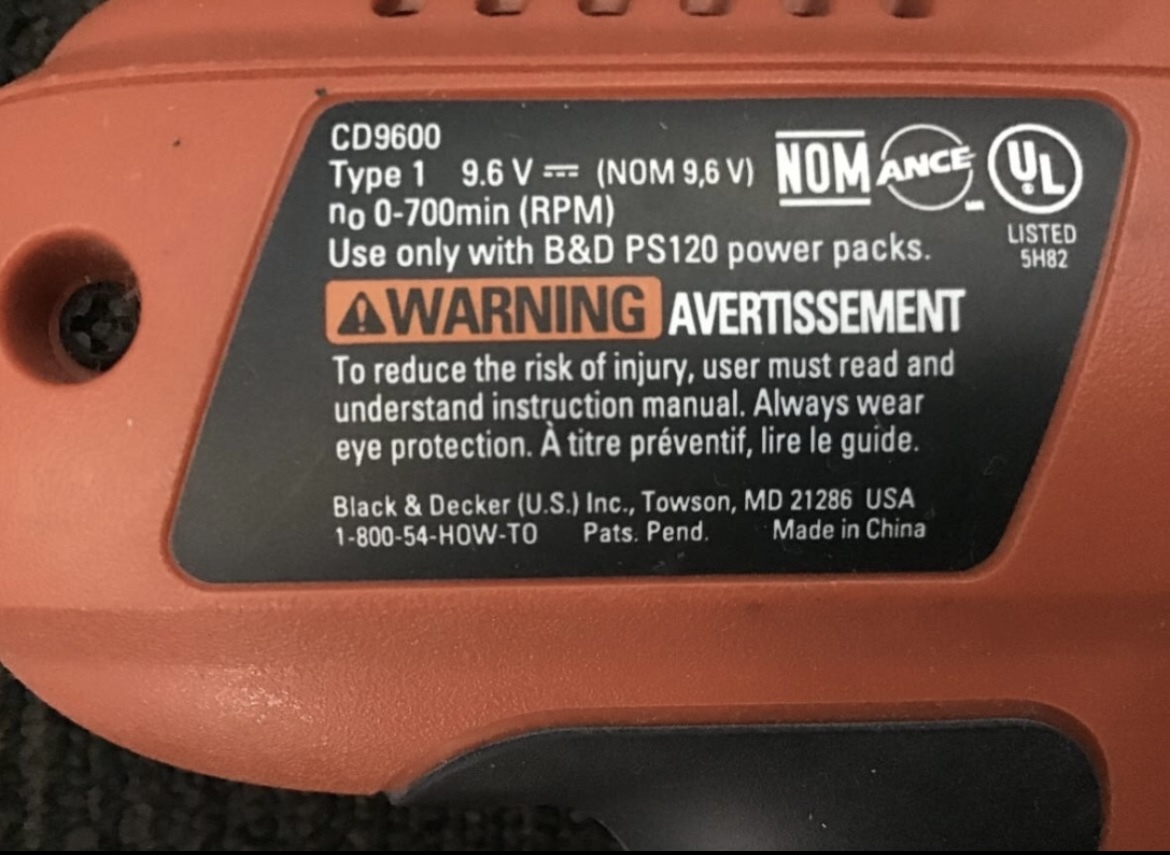 CD9600
Type 1 9.6 V ⎓ (NOM 9,6 V) NOM ANCE UL
no 0-700min (RPM)
LISTED
Use only with B&D PS120 power packs.
5H82
⚠WARNING AVERTISSEMENT
To reduce the risk of injury, user must read and
understand instruction manual. Always wear
eye protection. À titre préventif, lire le guide.
Black & Decker (U.S.) Inc., Towson, MD 21286 USA
1-800-54-HOW-TO Pats. Pend. Made in China